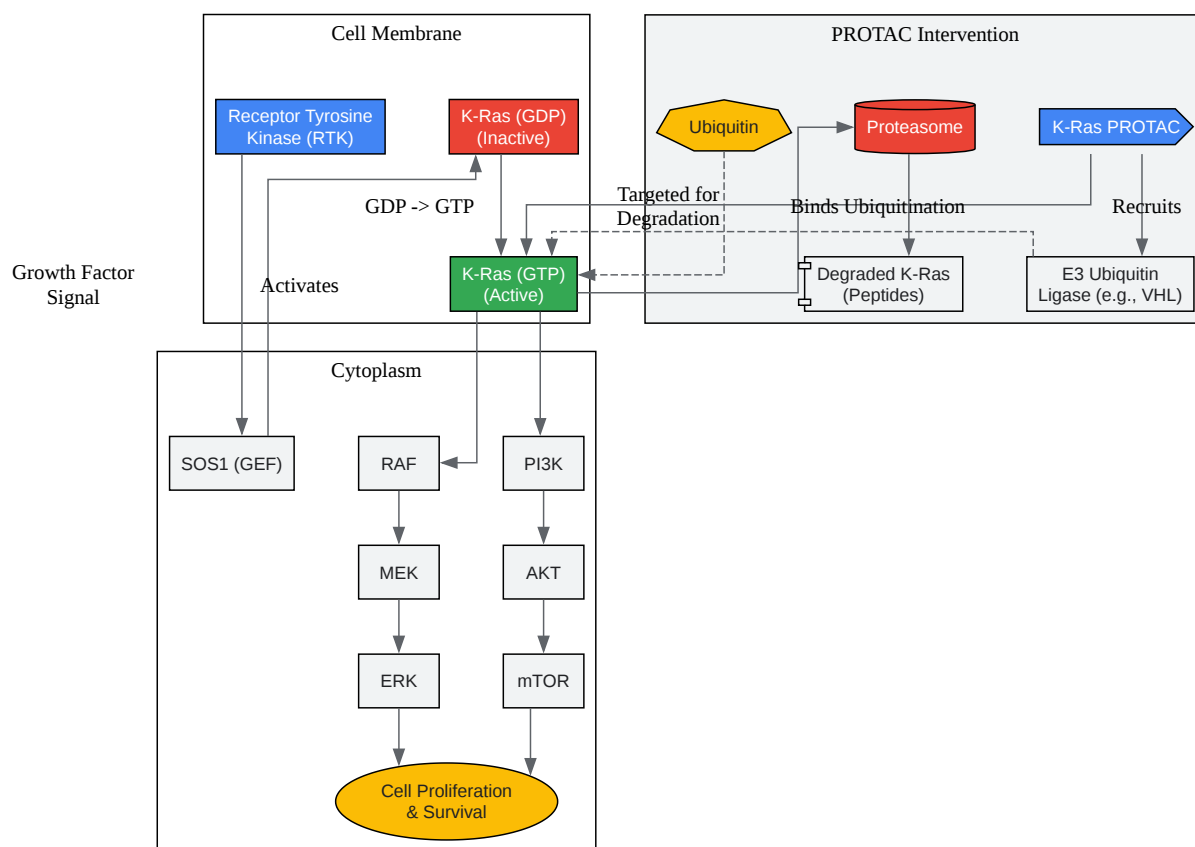 Cell Membrane
PROTAC Intervention
Receptor Tyrosine
Kinase (RTK)
K-Ras (GDP)
(Inactive)
Ubiquitin
Proteasome
K-Ras PROTAC
GDP -> GTP
Targeted for
Degradation
Binds
Ubiquitination
Recruits
Growth Factor
Signal
Activates
K-Ras (GTP)
(Active)
Degraded K-Ras
(Peptides)
E3 Ubiquitin
Ligase (e.g., VHL)
Cytoplasm
SOS1 (GEF)
RAF
PI3K
MEK
AKT
ERK
mTOR
Cell Proliferation
& Survival